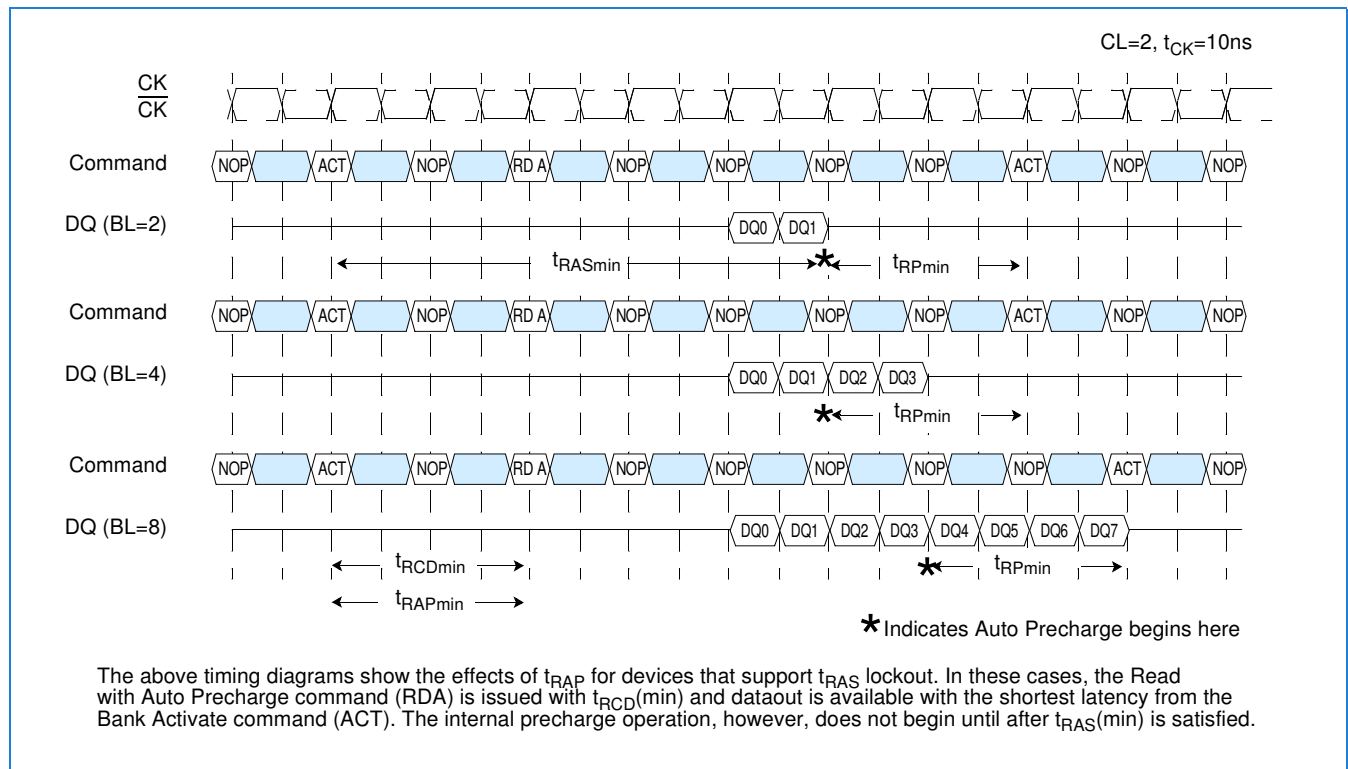 CL=2, tCK=10ns
CK
CK
Command NOP ACT NOP RD A NOP NOP NOP NOP ACT NOP NOP
DQ (BL=2) DQ0 DQ1
tRASmin * tRPmin
Command NOP ACT NOP RD A NOP NOP NOP NOP ACT NOP NOP
DQ (BL=4) DQ0 DQ1 DQ2 DQ3
* tRPmin
Command NOP ACT NOP RD A NOP NOP NOP NOP NOP ACT NOP
DQ (BL=8) DQ0 DQ1 DQ2 DQ3 DQ4 DQ5 DQ6 DQ7
tRCDmin * tRPmin
tRAPmin
* Indicates Auto Precharge begins here
The above timing diagrams show the effects of tRAP for devices that support tRAS lockout. In these cases, the Read
with Auto Precharge command (RDA) is issued with tRCD(min) and dataout is available with the shortest latency from the
Bank Activate command (ACT). The internal precharge operation, however, does not begin until after tRAS(min) is satisfied.